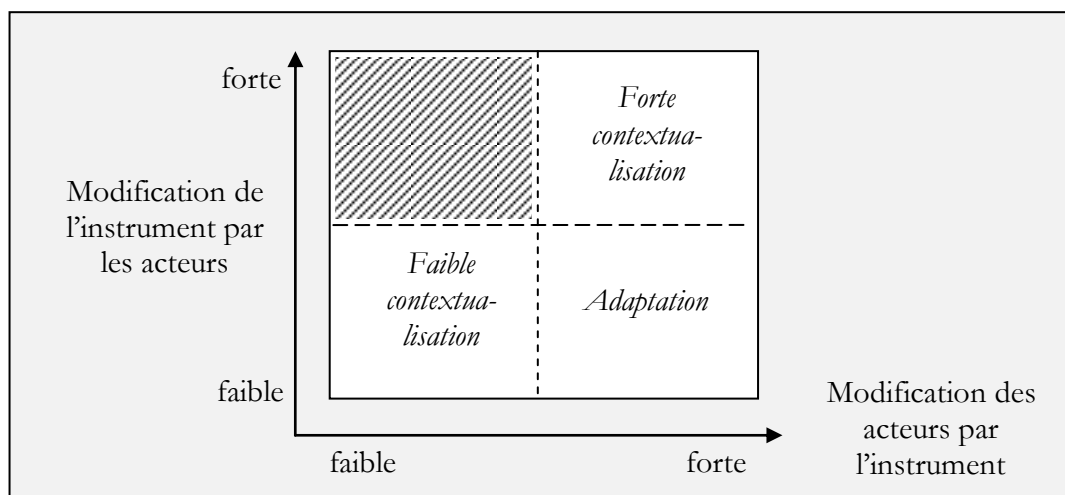 forte
Modification de
l’instrument par
les acteurs
faible
Forte
contextua-
lisation
Faible
contextua-
lisation
Adaptation
faible
forte
Modification des
acteurs par
l’instrument